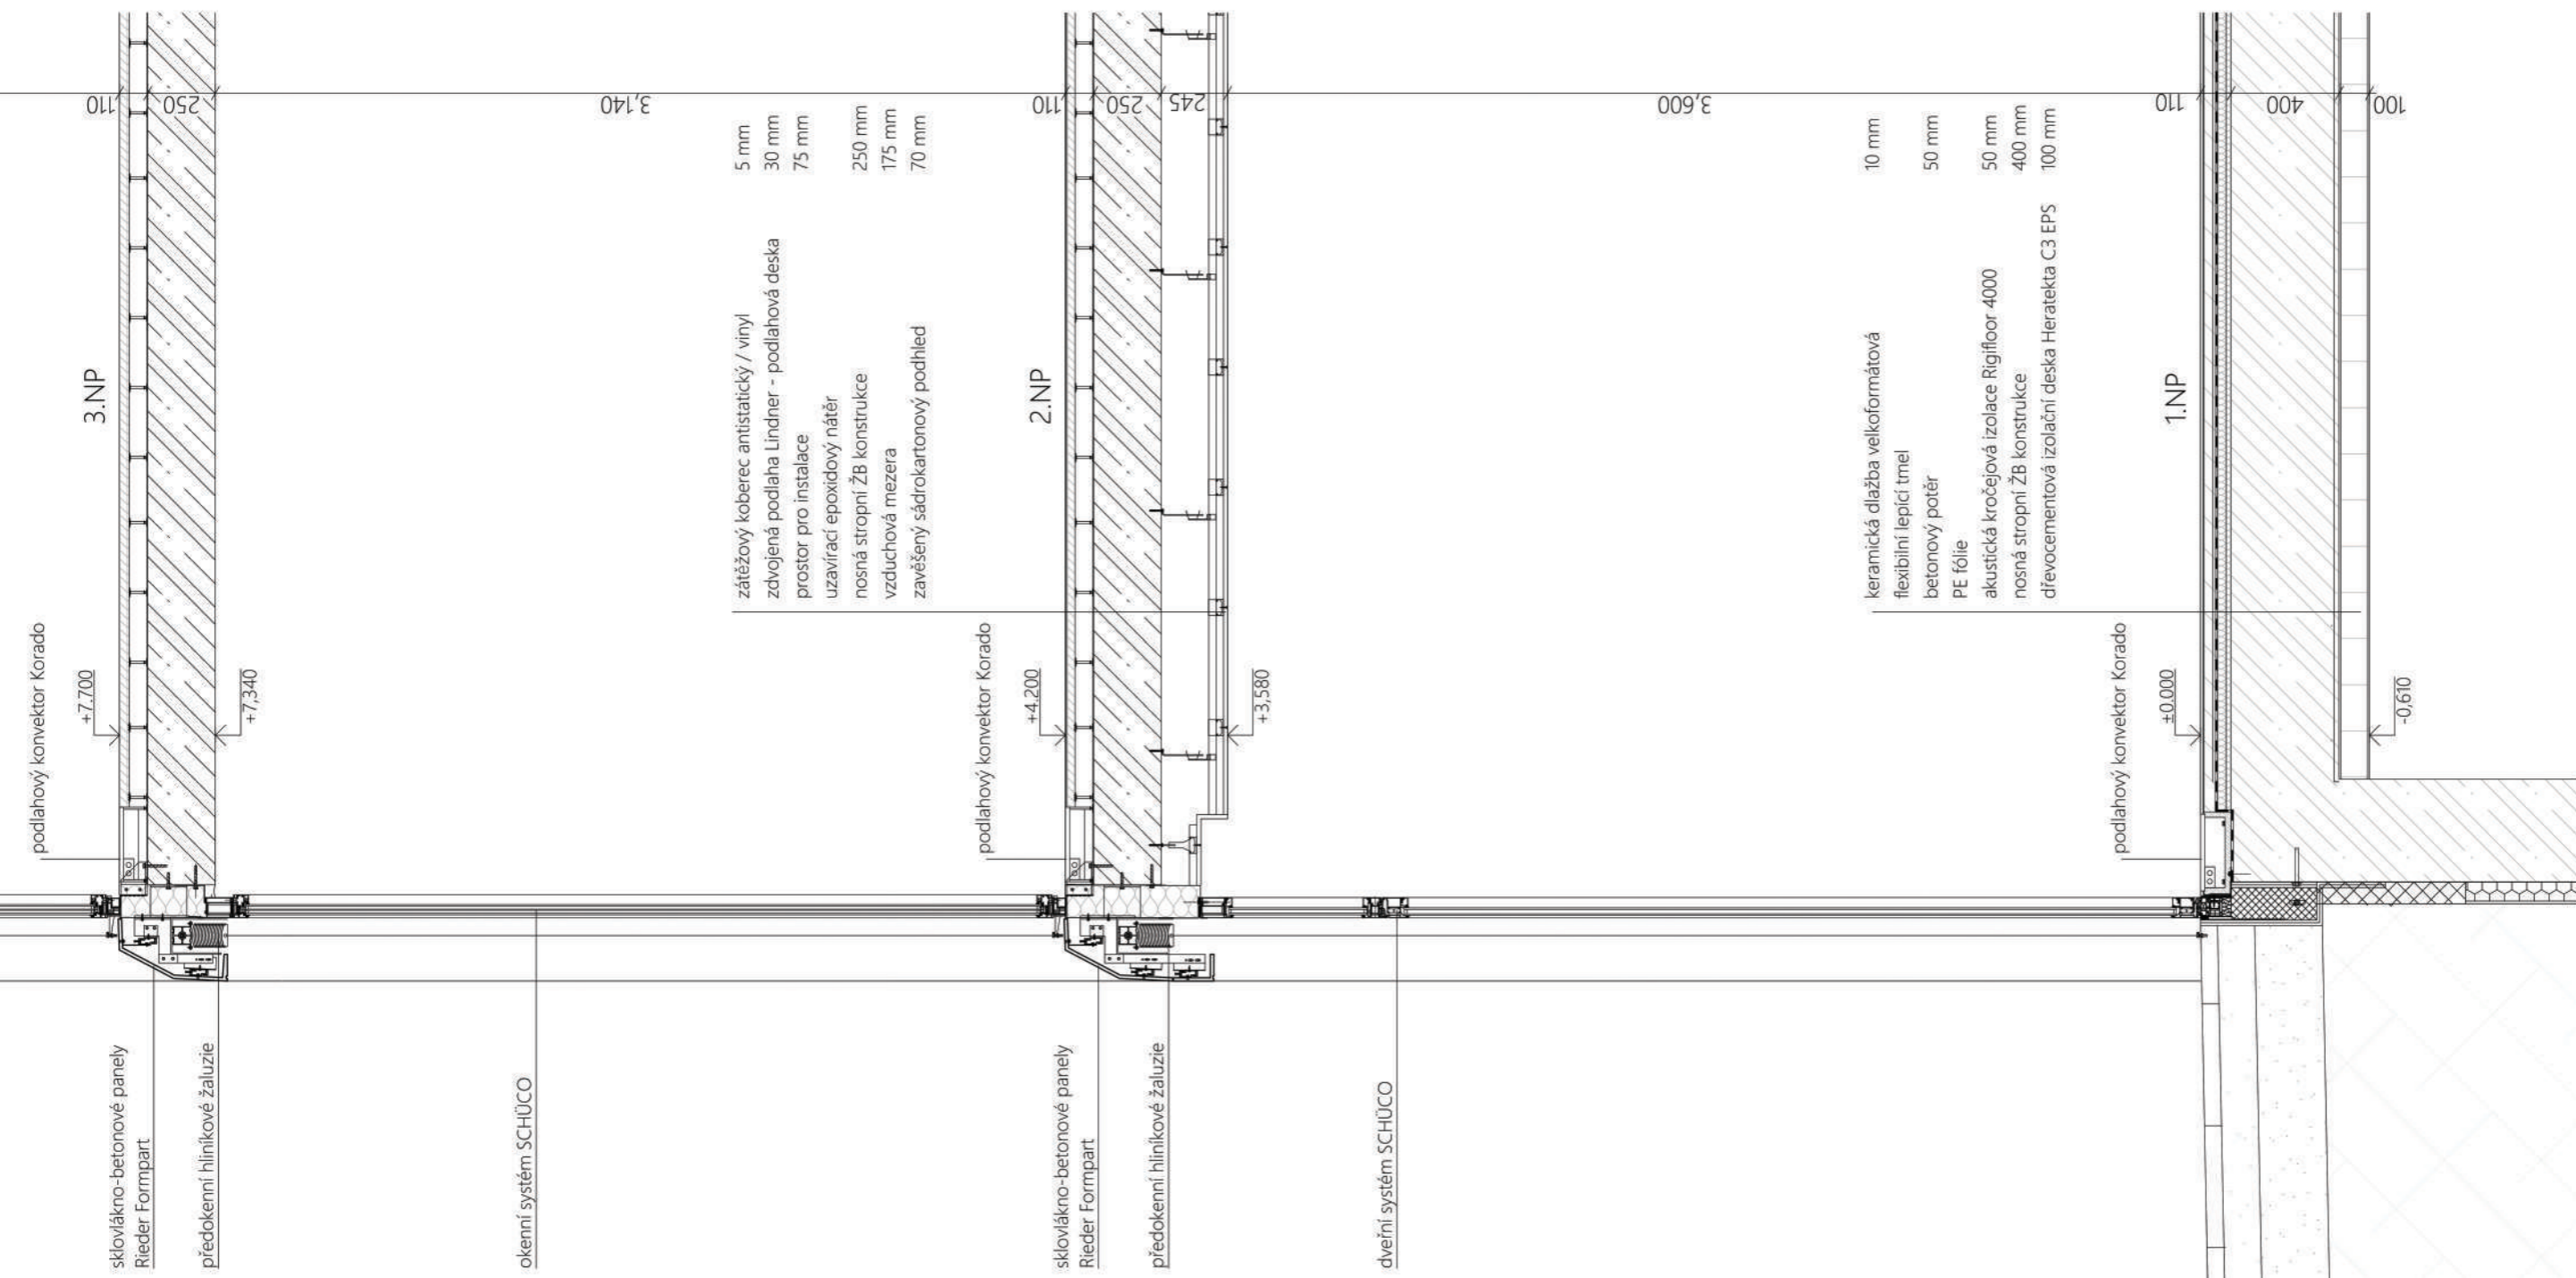 podlahový konvektor Korado
+7.700
3.NP
110
250
+7,340
3,140
sklovlákno-betonové panely
Rieder Formpart
předokenní hliníkové žaluzie
okenní systém SCHÜCO
zátěžový koberec antistatický / vinyl 5 mm
zdvojená podlaha Lindner - podlahová deska 30 mm
prostor pro instalace 75 mm
uzavírací epoxidový nátěr
nosná stropní ŽB konstrukce 250 mm
vzduchová mezera 175 mm
zavěšený sádrokartonový podhled 70 mm
podlahový konvektor Korado
+4.200
2.NP
110
250
245
+3,580
3,600
sklovlákno-betonové panely
Rieder Formpart
předokenní hliníkové žaluzie
dveřní systém SCHÜCO
keramická dlažba velkoformátová 10 mm
flexibilní lepící tmel
betonový potěr 50 mm
PE fólie
akustická kročejová izolace Rigifloor 4000 50 mm
nosná stropní ŽB konstrukce 400 mm
dřevocementová izolační deska Heratekta C3 EPS 100 mm
podlahový konvektor Korado
±0.000
1.NP
110
400
100
-0,610